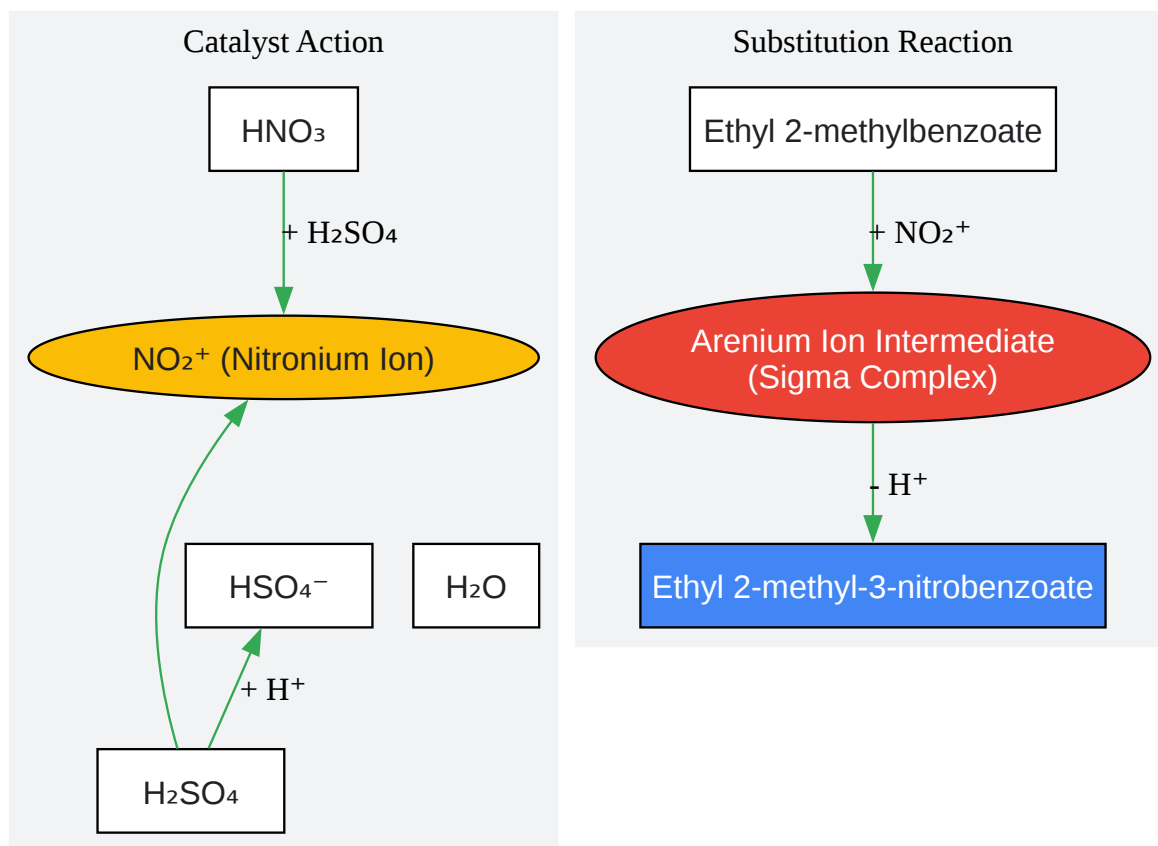 Catalyst Action
HNO₃
+ H₂SO₄
NO₂⁺ (Nitronium Ion)
HSO₄⁻
H₂O
+ H⁺
H₂SO₄
Substitution Reaction
Ethyl 2-methylbenzoate
+ NO₂⁺
Arenium Ion Intermediate
(Sigma Complex)
- H⁺
Ethyl 2-methyl-3-nitrobenzoate